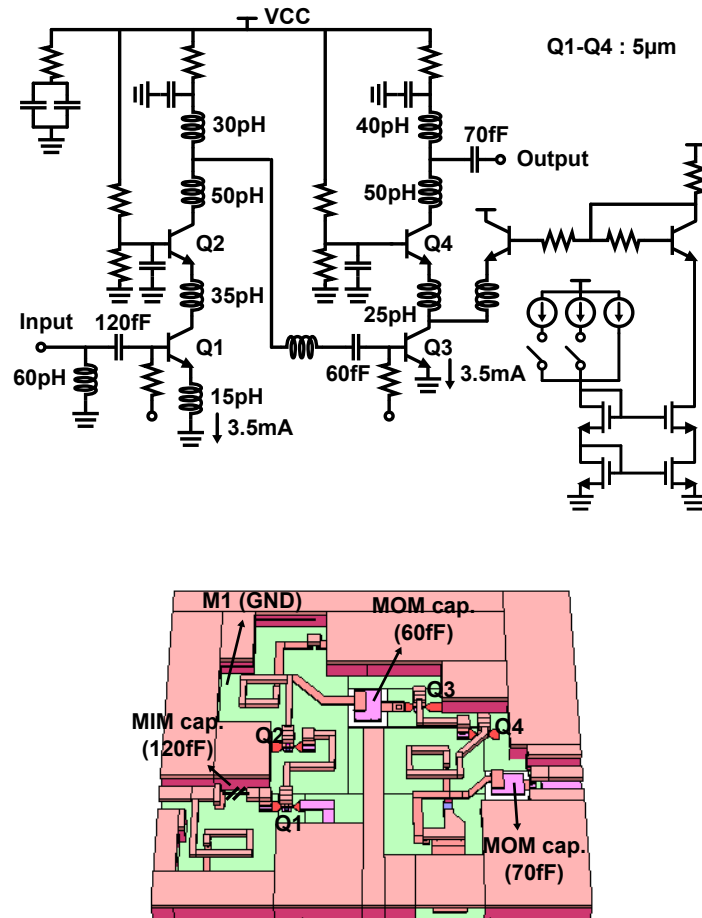 VCC
Q1-Q4 : 5μm
30pH
40pH
70fF
Output
50pH
50pH
Q2
Q4
35pH
25pH
Input
120fF
Q1
Q3
60pH
60fF
15pH
3.5mA
3.5mA
M1 (GND)
MOM cap.
(60fF)
Q3
MIM cap.
(120fF)
Q2
Q4
Q1
MOM cap.
(70fF)